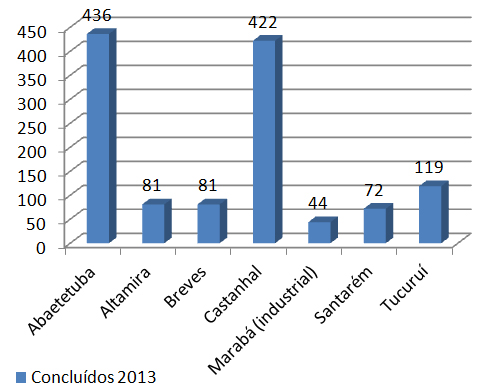 436
422
119
81
81
72
44
450
400
350
300
250
200
150
100
50
0
Abaetetuba
Altamira
Breves
Castanhal
Marabá (industrial)
Santarém
Tucuruí
Concluídos 2013